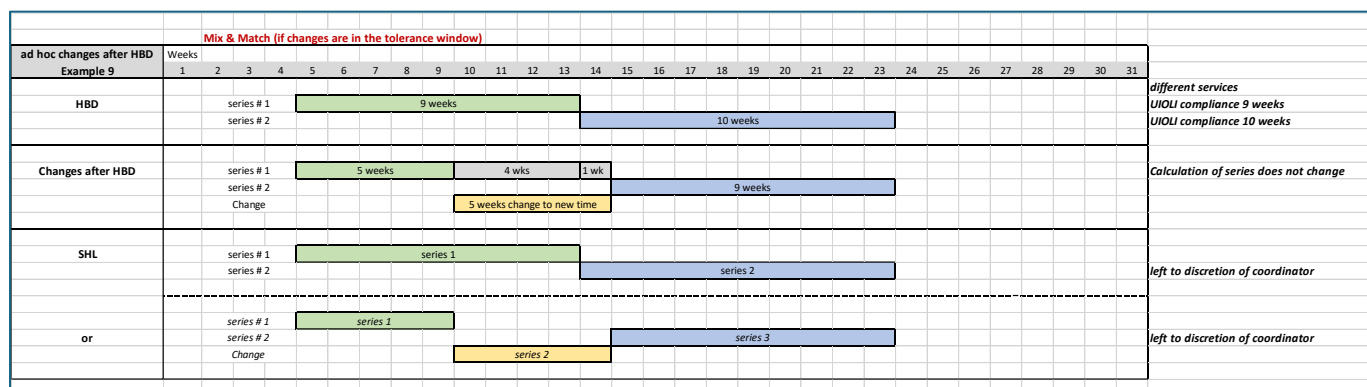 Mix & Match (if changes are in the tolerance window)
ad hoc changes after HBD Weeks
Example 9 1 2 3 4 5 6 7 8 9 10 11 12 13 14 15 16 17 18 19 20 21 22 23 24 25 26 27 28 29 30 31
different services
HBD series # 1 9 weeks UIOLI compliance 9 weeks
series # 2 10 weeks UIOLI compliance 10 weeks
Changes after HBD series # 1 5 weeks 4 wks 1 wk Calculation of series does not change
series # 2 9 weeks
Change 5 weeks change to new time
SHL series # 1 series 1
series # 2 series 2 left to discretion of coordinator
series # 1 series 1
or series # 2 series 3 left to discretion of coordinator
Change series 2